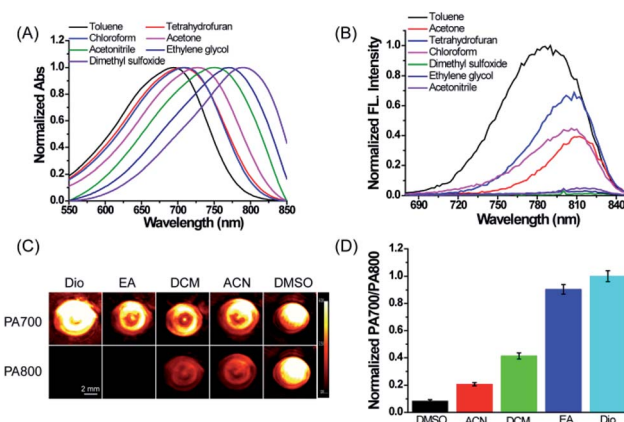 (A)
Toluene Tetrahydrofuran
Chloroform Acetone
Acetonitrile Ethylene glycol
Dimethyl sulfoxide
Normalized Abs
1.0
0.8
0.6
0.4
0.2
0.0
550 600 650 700 750 800 850
Wavelength (nm)
(B)
Toluene
Acetone
Tetrahydrofuran
Chloroform
Dimethyl sulfoxide
Ethylene glycol
Acetonitrile
Normalized FL. Intensity
1.0
0.8
0.6
0.4
0.2
0.0
690 720 750 780 810 840
Wavelength (nm)
(C)
Dio EA DCM ACN DMSO
PA700
PA800
2 mm
(D)
Normalized PA700/PA800
1.2
1.0
0.8
0.6
0.4
0.2
0.0
DMSO ACN DCM EA Dio